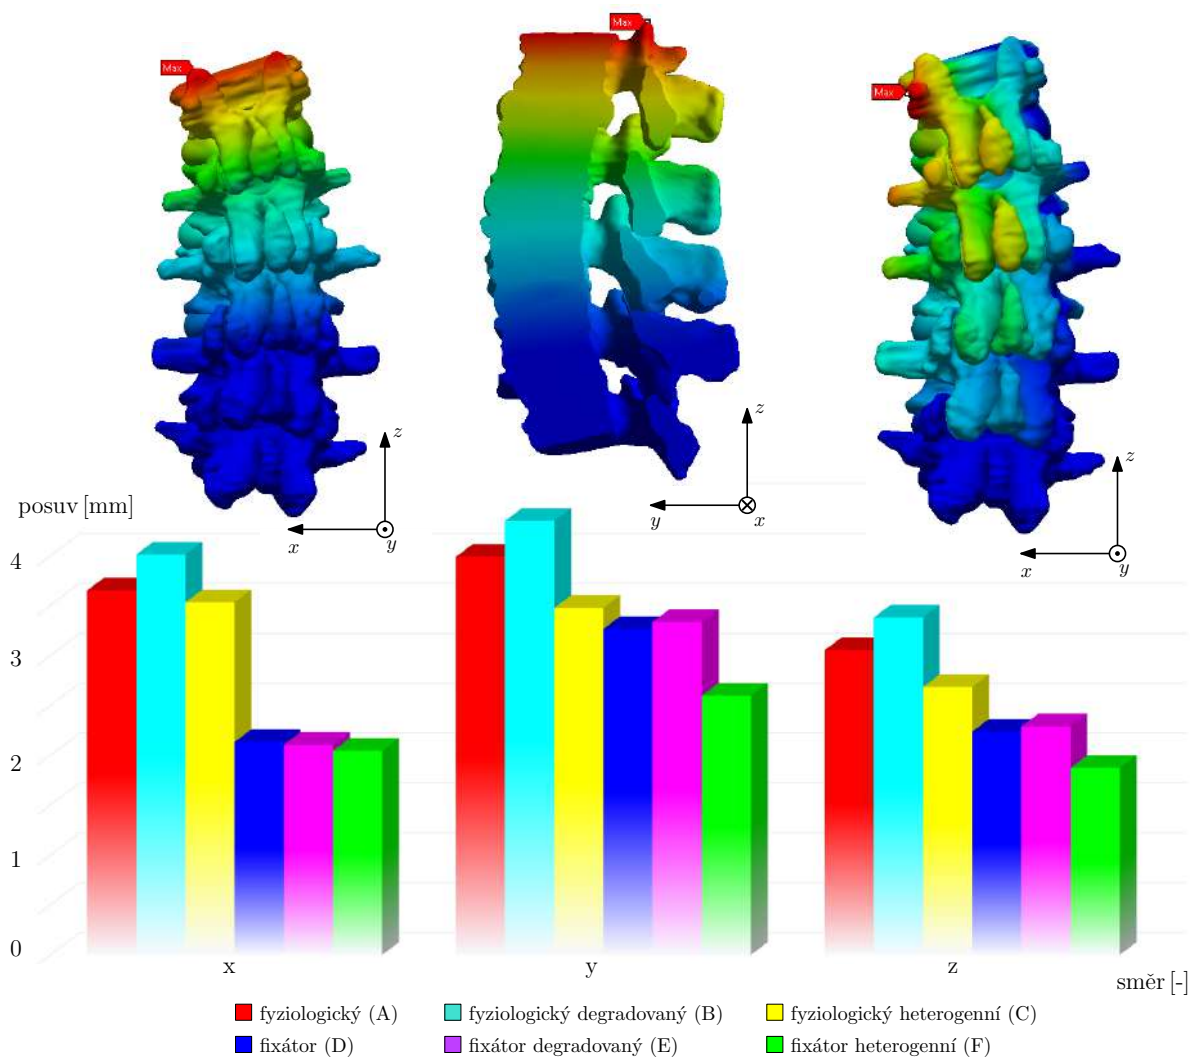 Max
Max
Max
z
x
y
z
y
x
z
x
y
posuv [mm]
4
3
2
1
0
x
y
z
směr [-]
fyziologický (A)
fyziologický degradovaný (B)
fyziologický heterogenní (C)
fixátor (D)
fixátor degradovaný (E)
fixátor heterogenní (F)